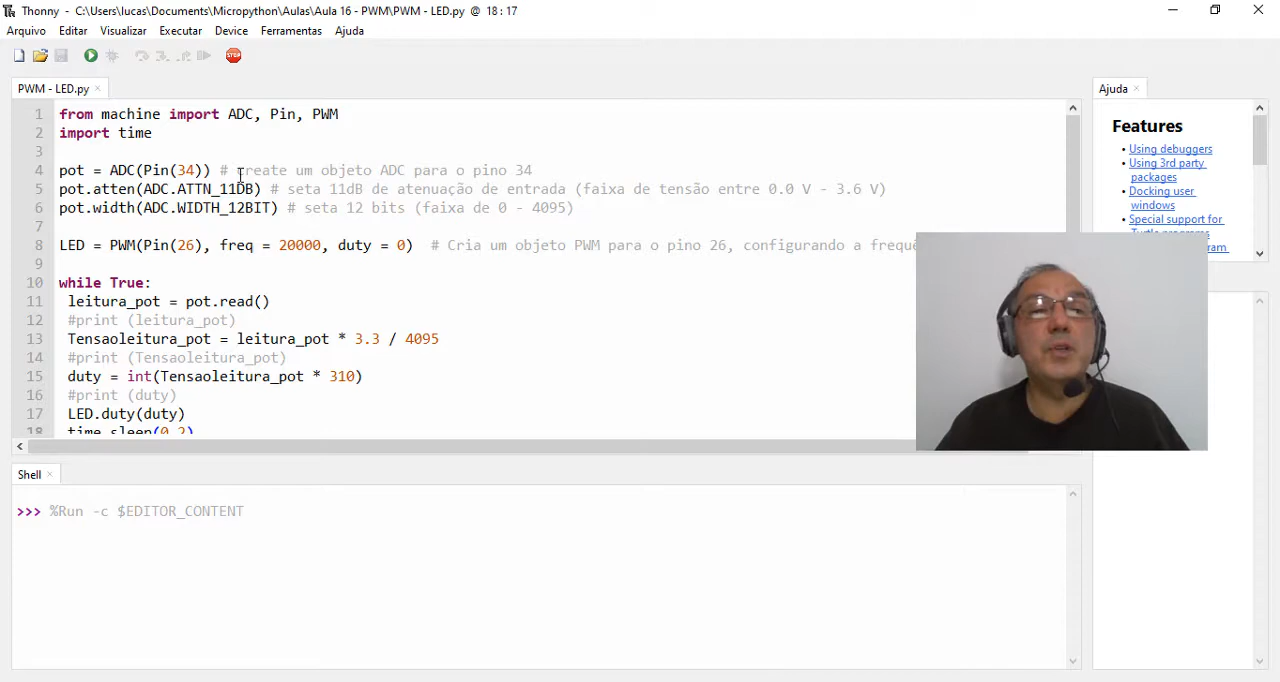 Thonny - C:\Users\lucas\Documents\Micropython\Aulas\Aula 16 - PWM\PWM - LED.py @ 18 : 17
Arquivo Editar Visualizar Executar Device Ferramentas Ajuda
STOP
PWM - LED.py
1 from machine import ADC, Pin, PWM
2 import time
3
4 pot = ADC(Pin(34)) # create um objeto ADC para o pino 34
5 pot.atten(ADC.ATTN_11DB) # seta 11dB de atenuação de entrada (faixa de tensão entre 0.0 V - 3.6 V)
6 pot.width(ADC.WIDTH_12BIT) # seta 12 bits (faixa de 0 - 4095)
7
8 LED = PWM(Pin(26), freq = 20000, duty = 0) # Cria um objeto PWM para o pino 26, configurando a
9
10 while True:
11 leitura_pot = pot.read()
12 #print (leitura_pot)
13 Tensaoleitura_pot = leitura_pot * 3.3 / 4095
14 #print (Tensaoleitura_pot)
15 duty = int(Tensaoleitura_pot * 310)
16 #print (duty)
17 LED.duty(duty)
18 time.sleep(0.2)
Ajuda
Features
Using debuggers
Using 3rd party
packages
Docking user
windows
Special support for
Shell
>>> %Run -c $EDITOR_CONTENT